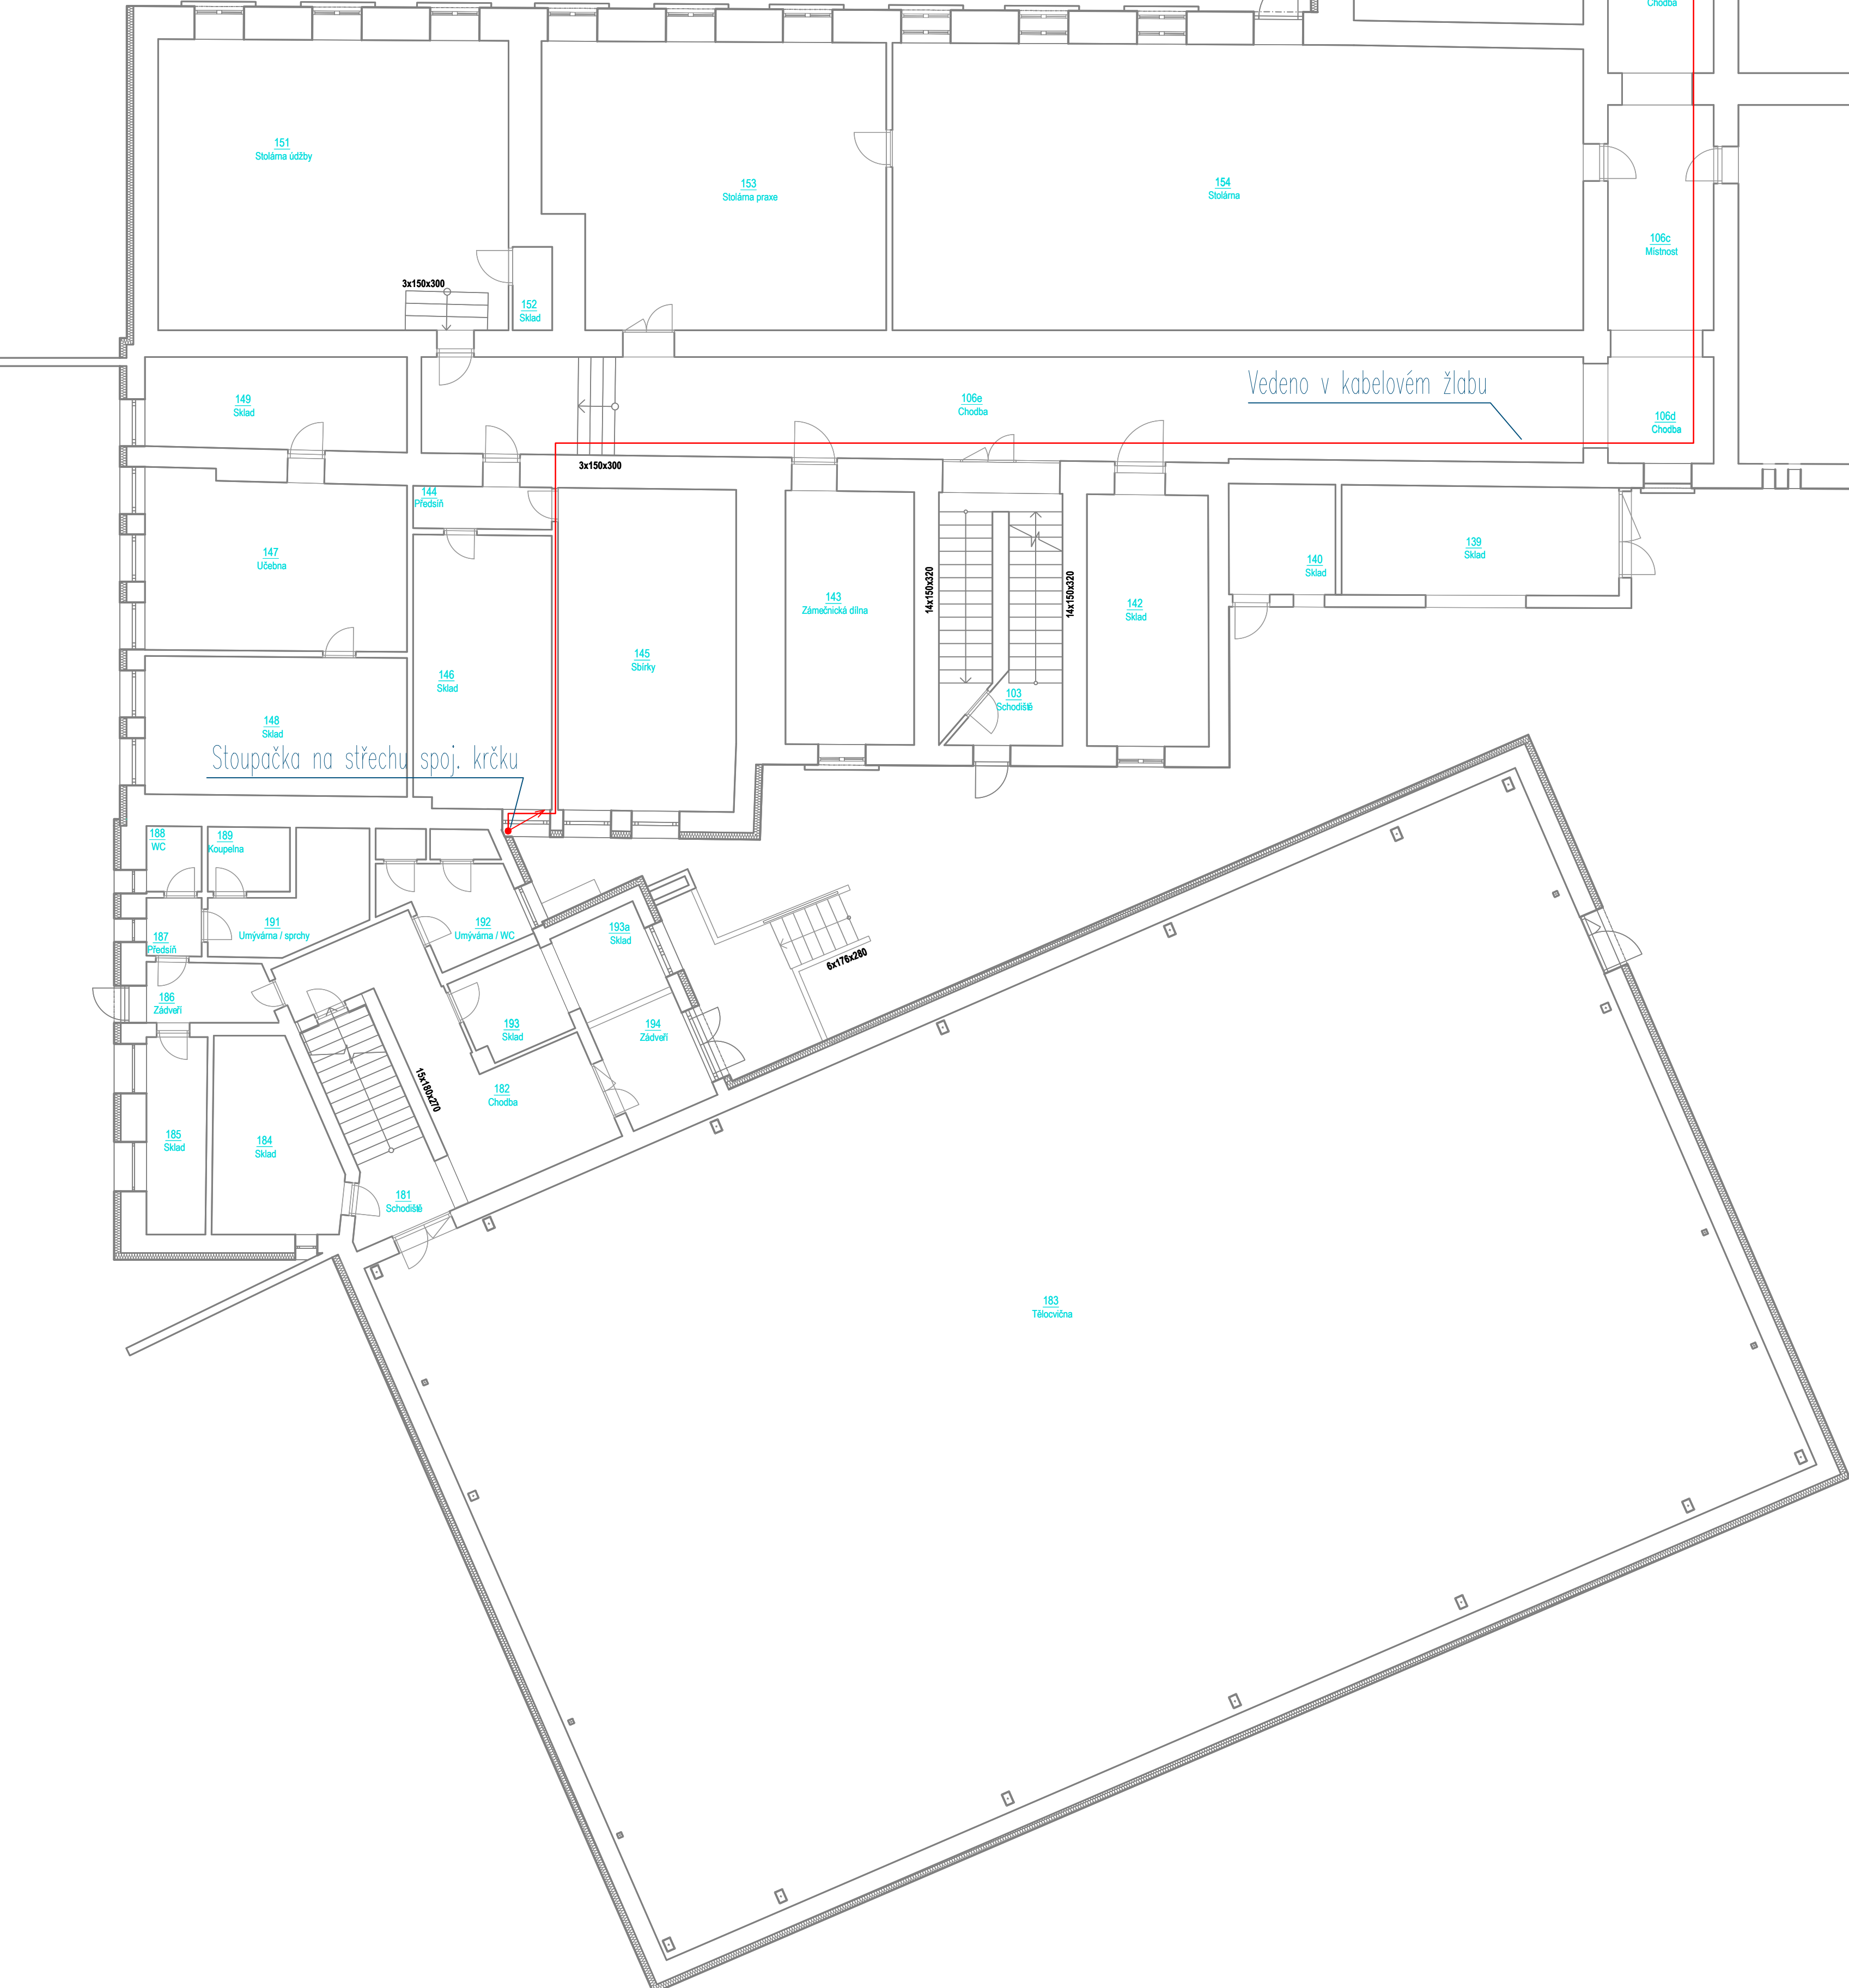 Chodba
151
Stolárna údžby
153
Stolárna praxe
154
Stolárna
106c
Místnost
3x150x300
152
Sklad
149
Sklad
106e
Chodba
Vedeno v kabelovém žlabu
106d
Chodba
3x150x300
144
Předsíň
147
Učebna
143
Zámečnická dílna
14x150x320
14x150x320
142
Sklad
140
Sklad
139
Sklad
145
Sbírky
146
Sklad
103
Schodiště
148
Sklad
Stoupačka na střechu spoj. krčku
188
WC
189
Koupelna
191
Umývárna / sprchy
187
Předsíň
192
Umývárna / WC
193a
Sklad
6x176x280
186
Zádveří
193
Sklad
194
Zádveří
15x180x270
182
Chodba
185
Sklad
184
Sklad
181
Schodiště
183
Tělocvična